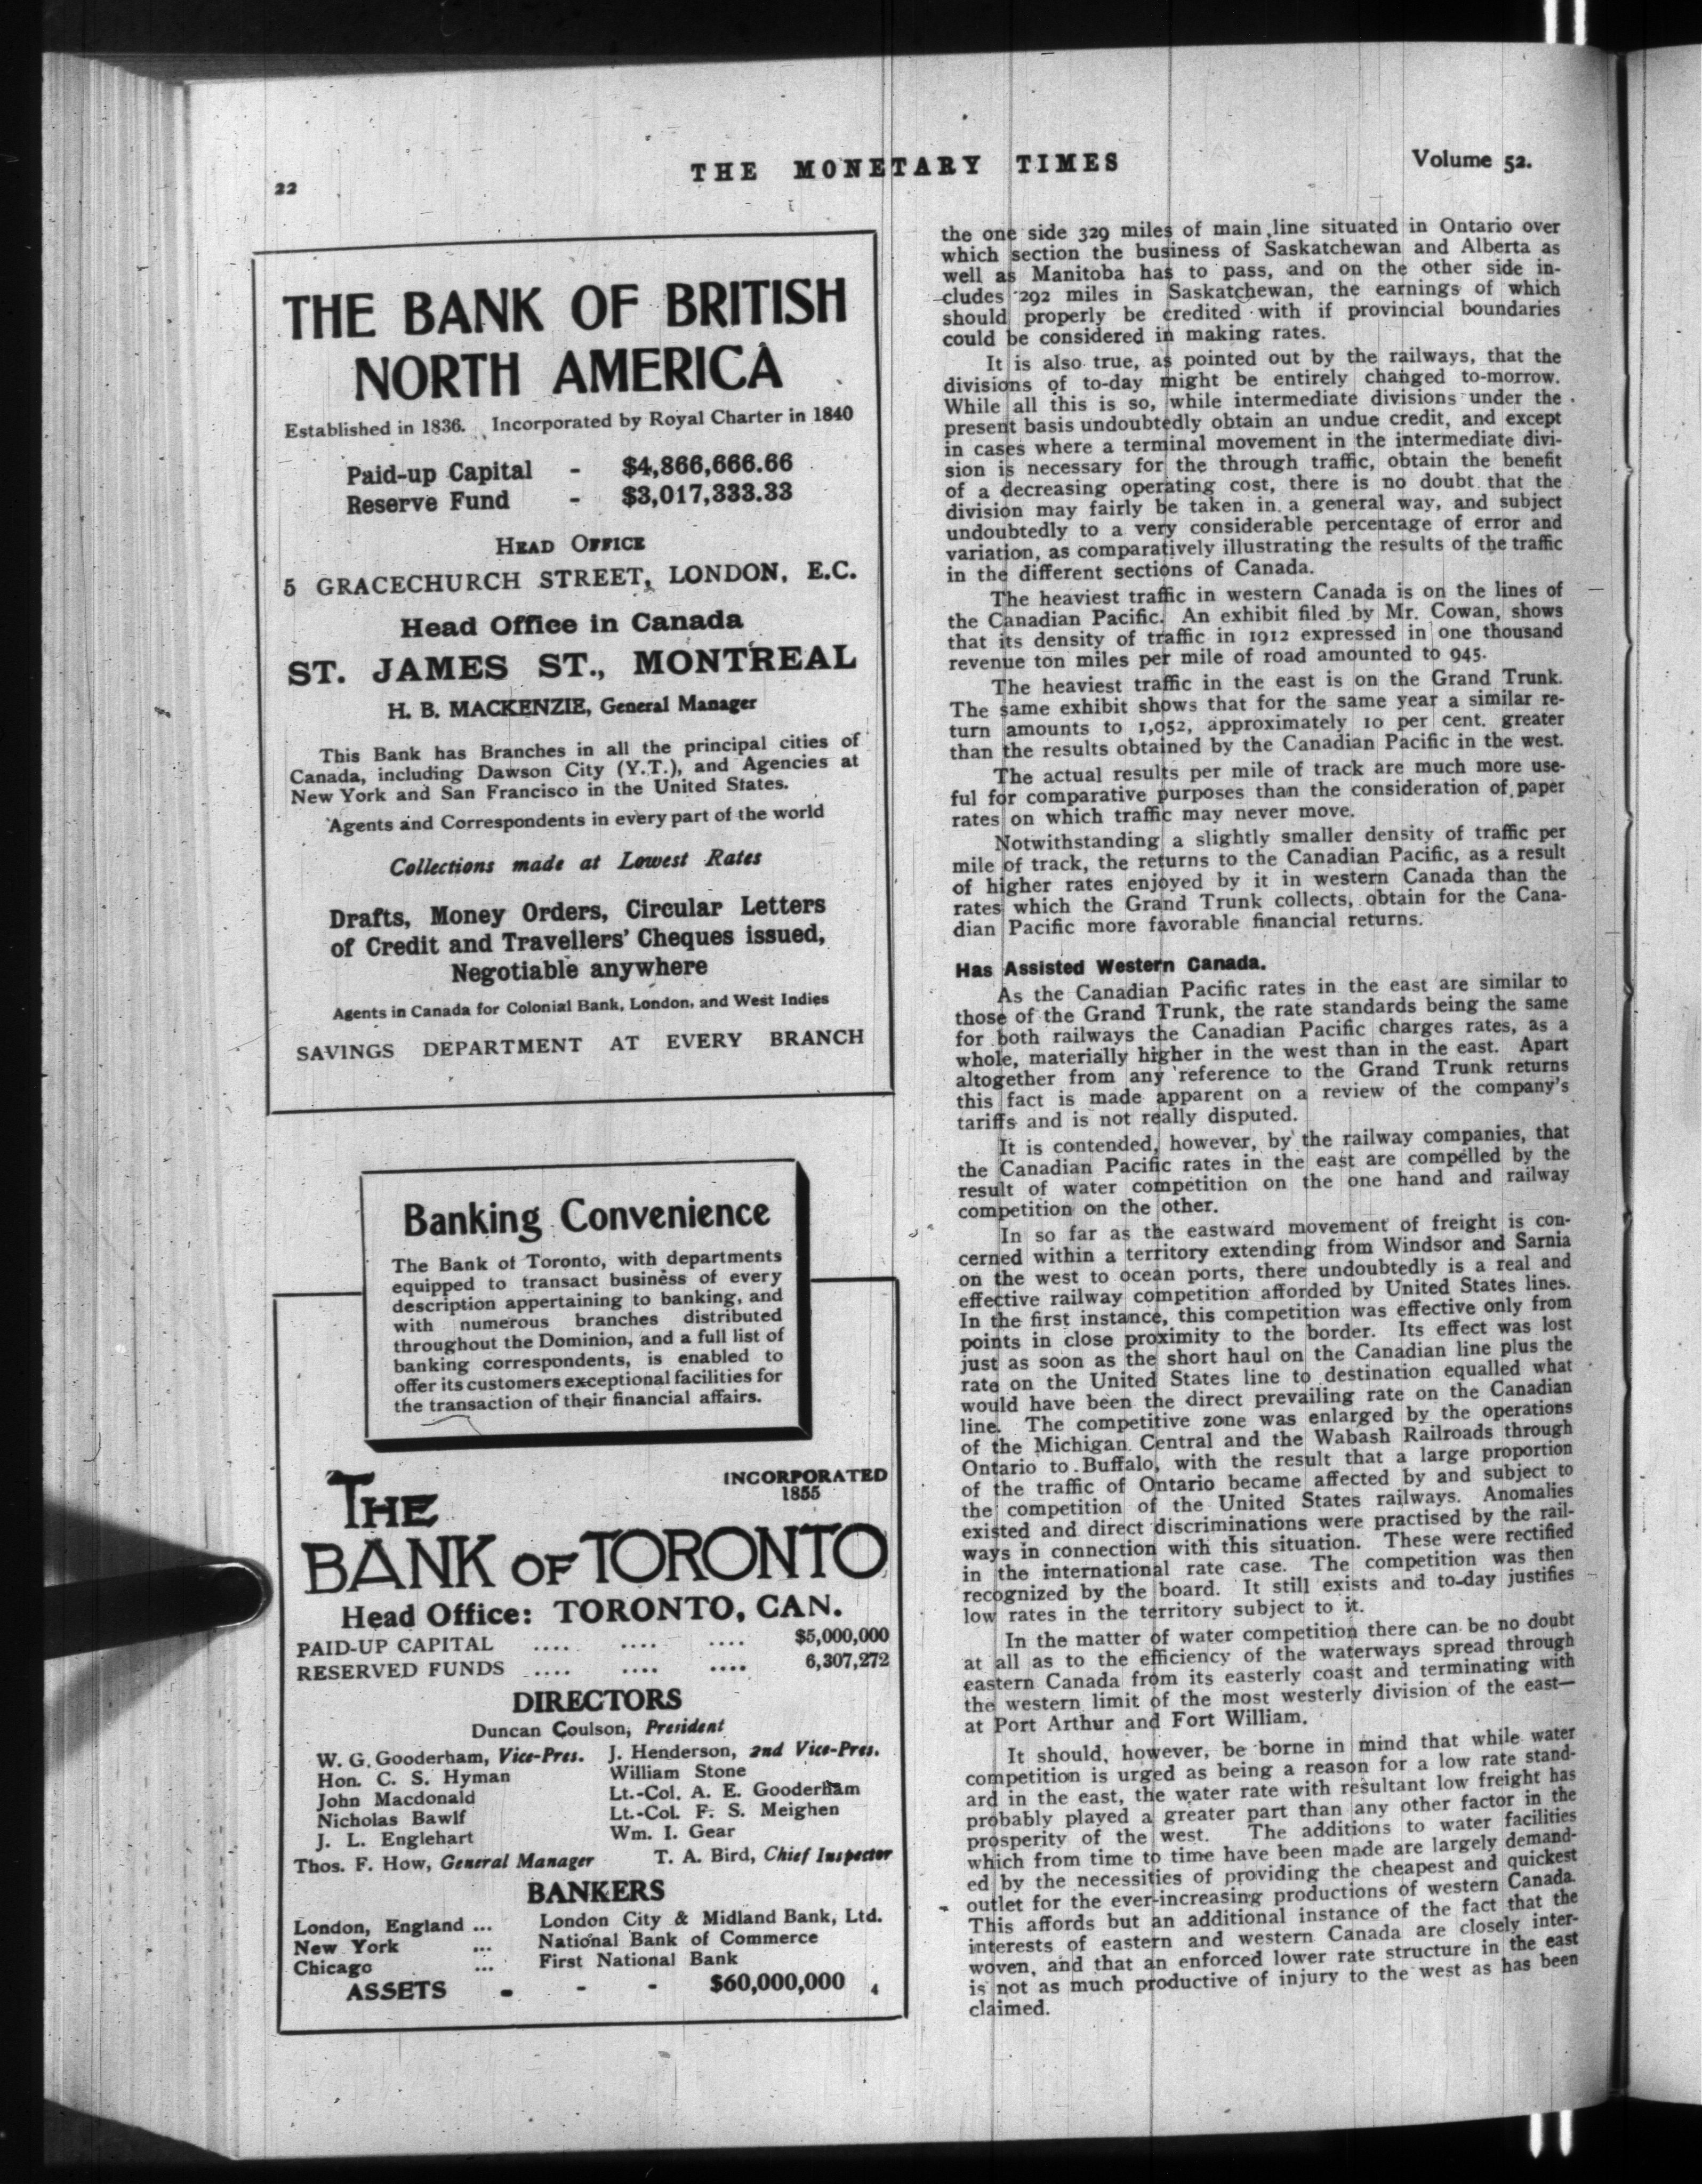 22
THE MONETARY TIMES
Volume 52.
THE BANK OF BRITISH
NORTH AMERICA
Established in 1836. Incorporated by Royal Charter in 1840
Paid-up Capital - $4,866,666.66
Reserve Fund - $3,017,333.33
HEAD OFFICE
5 GRACECHURCH STREET, LONDON, E.C.
Head Office in Canada
ST. JAMES ST., MONTREAL
H. B. MACKENZIE, General Manager
This Bank has Branches in all the principal cities of
Canada, including Dawson City (Y.T.), and Agencies at
New York and San Francisco in the United States.
Agents and Correspondents in every part of the world
Collections made at Lowest Rates
Drafts, Money Orders, Circular Letters
of Credit and Travellers' Cheques issued,
Negotiable anywhere
Agents in Canada for Colonial Bank, London, and West Indies
SAVINGS DEPARTMENT AT EVERY BRANCH
Banking Convenience
The Bank of Toronto, with departments
equipped to transact business of every
description appertaining to banking, and
with numerous branches distributed
throughout the Dominion, and a full list of
banking correspondents, is enabled to
offer its customers exceptional facilities for
the transaction of their financial affairs.
INCORPORATED
1855
THE
BANK OF TORONTO
Head Office: TORONTO, CAN.
PAID-UP CAPITAL .... .... .... $5,000,000
RESERVED FUNDS .... .... .... 6,307,272
DIRECTORS
Duncan Coulson, President
W. G. Gooderham, Vice-Pres. J. Henderson, 2nd Vice-Pres.
Hon. C. S. Hyman William Stone
John Macdonald Lt.-Col. A. E. Gooderham
Nicholas Bawlf Lt.-Col. F. S. Meighen
J. L. Englehart Wm. I. Gear
Thos. F. How, General Manager T. A. Bird, Chief Inspector
BANKERS
London, England ... London City & Midland Bank, Ltd.
New York ... National Bank of Commerce
Chicago ... First National Bank
ASSETS - - - $60,000,000
4
the one side 329 miles of main line situated in Ontario over
which section the business of Saskatchewan and Alberta as
well as Manitoba has to pass, and on the other side in-
cludes 292 miles in Saskatchewan, the earnings of which
should properly be credited with if provincial boundaries
could be considered in making rates.
It is also true, as pointed out by the railways, that the
divisions of to-day might be entirely changed to-morrow.
While all this is so, while intermediate divisions under the
present basis undoubtedly obtain an undue credit, and except
in cases where a terminal movement in the intermediate divi-
sion is necessary for the through traffic, obtain the benefit
of a decreasing operating cost, there is no doubt that the
division may fairly be taken in a general way, and subject
undoubtedly to a very considerable percentage of error and
variation, as comparatively illustrating the results of the traffic
in the different sections of Canada.
The heaviest traffic in western Canada is on the lines of
the Canadian Pacific. An exhibit filed by Mr. Cowan, shows
that its density of traffic in 1912 expressed in one thousand
revenue ton miles per mile of road amounted to 945.
The heaviest traffic in the east is on the Grand Trunk.
The same exhibit shows that for the same year a similar re-
turn amounts to 1,052, approximately 10 per cent. greater
than the results obtained by the Canadian Pacific in the west.
The actual results per mile of track are much more use-
ful for comparative purposes than the consideration of paper
rates on which traffic may never move.
Notwithstanding a slightly smaller density of traffic per
mile of track, the returns to the Canadian Pacific, as a result
of higher rates enjoyed by it in western Canada than the
rates which the Grand Trunk collects, obtain for the Cana-
dian Pacific more favorable financial returns.
Has Assisted Western Canada.
As the Canadian Pacific rates in the east are similar to
those of the Grand Trunk, the rate standards being the same
for both railways the Canadian Pacific charges rates, as a
whole, materially higher in the west than in the east. Apart
altogether from any reference to the Grand Trunk returns
this fact is made apparent on a review of the company's
tariffs and is not really disputed.
It is contended, however, by the railway companies, that
the Canadian Pacific rates in the east are compelled by the
result of water competition on the one hand and railway
competition on the other.
In so far as the eastward movement of freight is con-
cerned within a territory extending from Windsor and Sarnia
on the west to ocean ports, there undoubtedly is a real and
effective railway competition afforded by United States lines.
In the first instance, this competition was effective only from
points in close proximity to the border. Its effect was lost
just as soon as the short haul on the Canadian line plus the
rate on the United States line to destination equalled what
would have been the direct prevailing rate on the Canadian
line. The competitive zone was enlarged by the operations
of the Michigan Central and the Wabash Railroads through
Ontario to Buffalo, with the result that a large proportion
of the traffic of Ontario became affected by and subject to
the competition of the United States railways. Anomalies
existed and direct discriminations were practised by the rail-
ways in connection with this situation. These were rectified
in the international rate case. The competition was then
recognized by the board. It still exists and to-day justifies
low rates in the territory subject to it.
In the matter of water competition there can be no doubt
at all as to the efficiency of the waterways spread through
eastern Canada from its easterly coast and terminating with
the western limit of the most westerly division of the east—
at Port Arthur and Fort William.
It should, however, be borne in mind that while water
competition is urged as being a reason for a low rate stand-
ard in the east, the water rate with resultant low freight has
probably played a greater part than any other factor in the
prosperity of the west. The additions to water facilities
which from time to time have been made are largely demand-
ed by the necessities of providing the cheapest and quickest
outlet for the ever-increasing productions of western Canada.
This affords but an additional instance of the fact that the
interests of eastern and western Canada are closely inter-
woven, and that an enforced lower rate structure in the east
is not as much productive of injury to the west as has been
claimed.